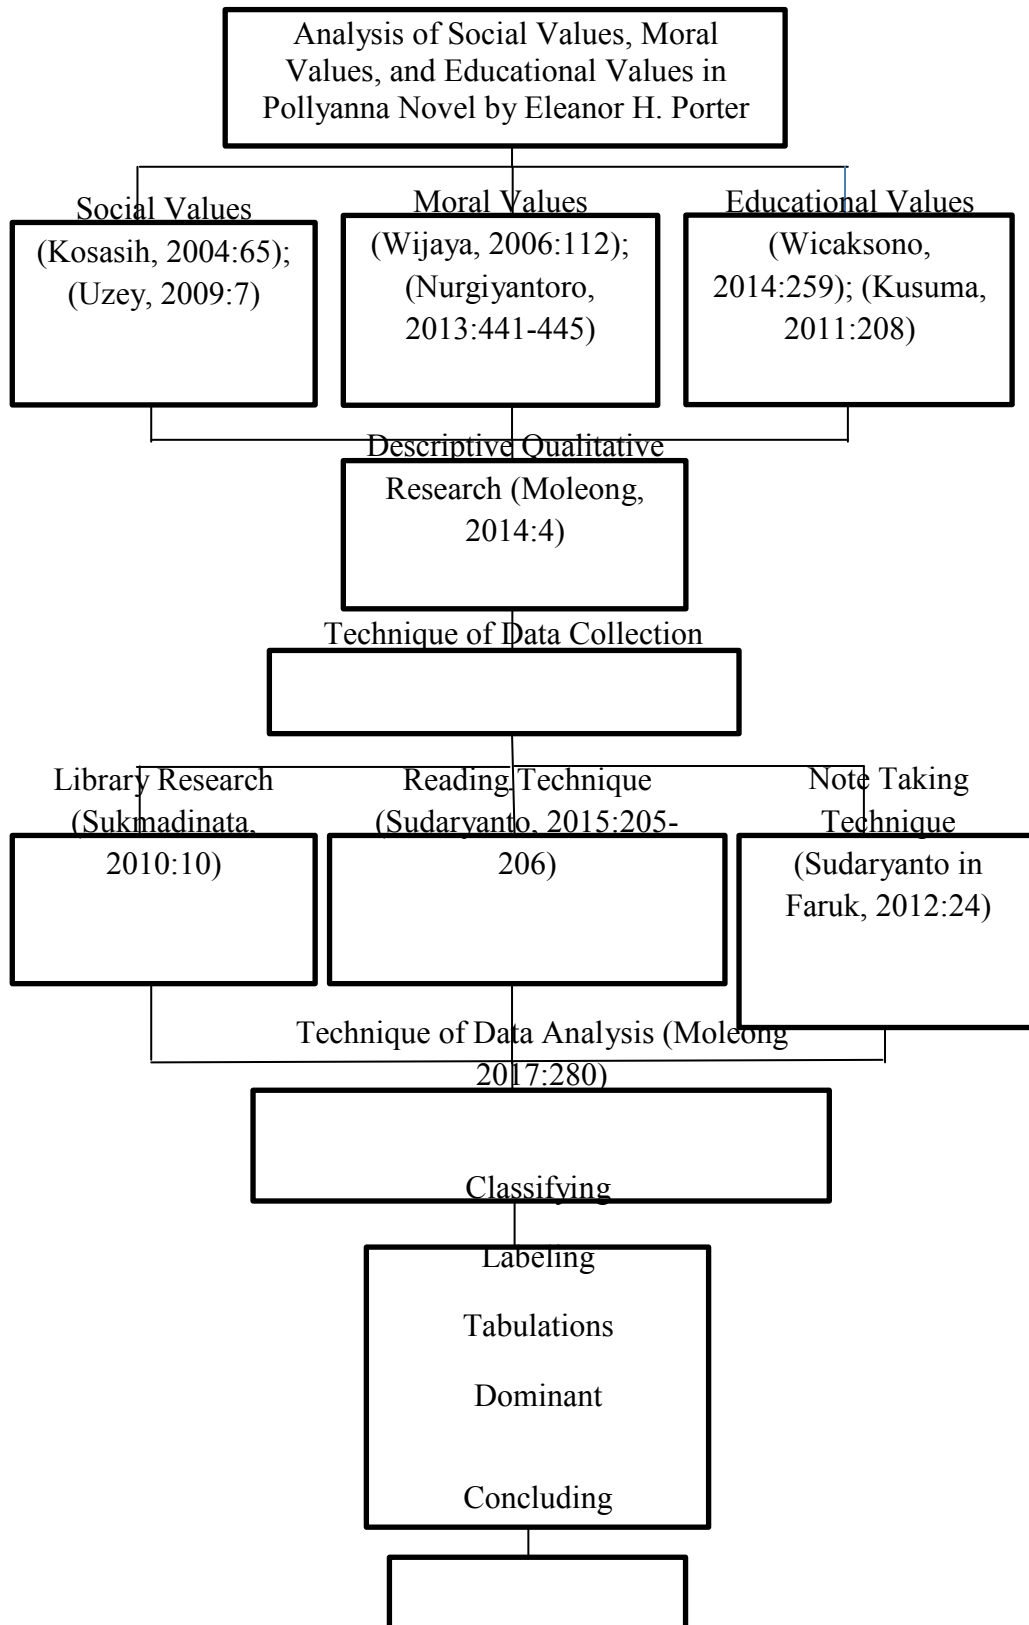 Analysis of Social Values, Moral
Values, and Educational Values in
Pollyanna Novel by Eleanor H. Porter
Social Values
(Kosasih, 2004:65);
(Uzey, 2009:7)
Moral Values
(Wijaya, 2006:112);
(Nurgiyantoro,
2013:441-445)
Educational Values
(Wicaksono,
2014:259); (Kusuma,
2011:208)
Descriptive Qualitative
Research (Moleong,
2014:4)
Technique of Data Collection
Library Research
(Sukmadinata,
2010:10)
Reading Technique
(Sudaryanto, 2015:205-
206)
Note Taking
Technique
(Sudaryanto in
Faruk, 2012:24)
Technique of Data Analysis (Moleong
2017:280)
Classifying
Labeling
Tabulations
Dominant
Concluding